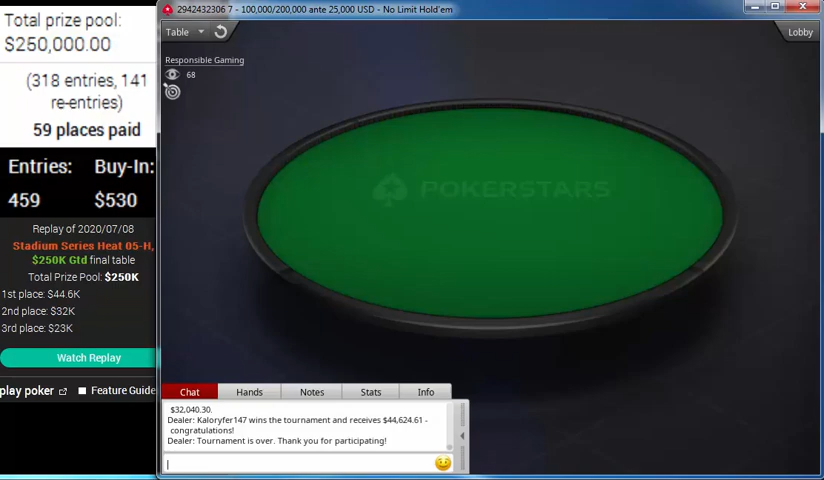 Total prize pool:
$250,000.00
(318 entries, 141
re-entries)
59 places paid
Entries: Buy-In:
459 $530
Replay of 2020/07/08
Stadium Series Heat 05-H,
$250K Gtd final table
Total Prize Pool: $250K
1st place: $44.6K
2nd place: $32K
3rd place: $23K
Watch Replay
play poker Feature Guide
2942432306 7 - 100,000/200,000 ante 25,000 USD - No Limit Hold'em
Table
Lobby
Responsible Gaming
68
POKERSTARS
Chat Hands Notes Stats Info
$32,040.30.
Dealer: Kaloryfer147 wins the tournament and receives $44,624.61 -
congratulations!
Dealer: Tournament is over. Thank you for participating!